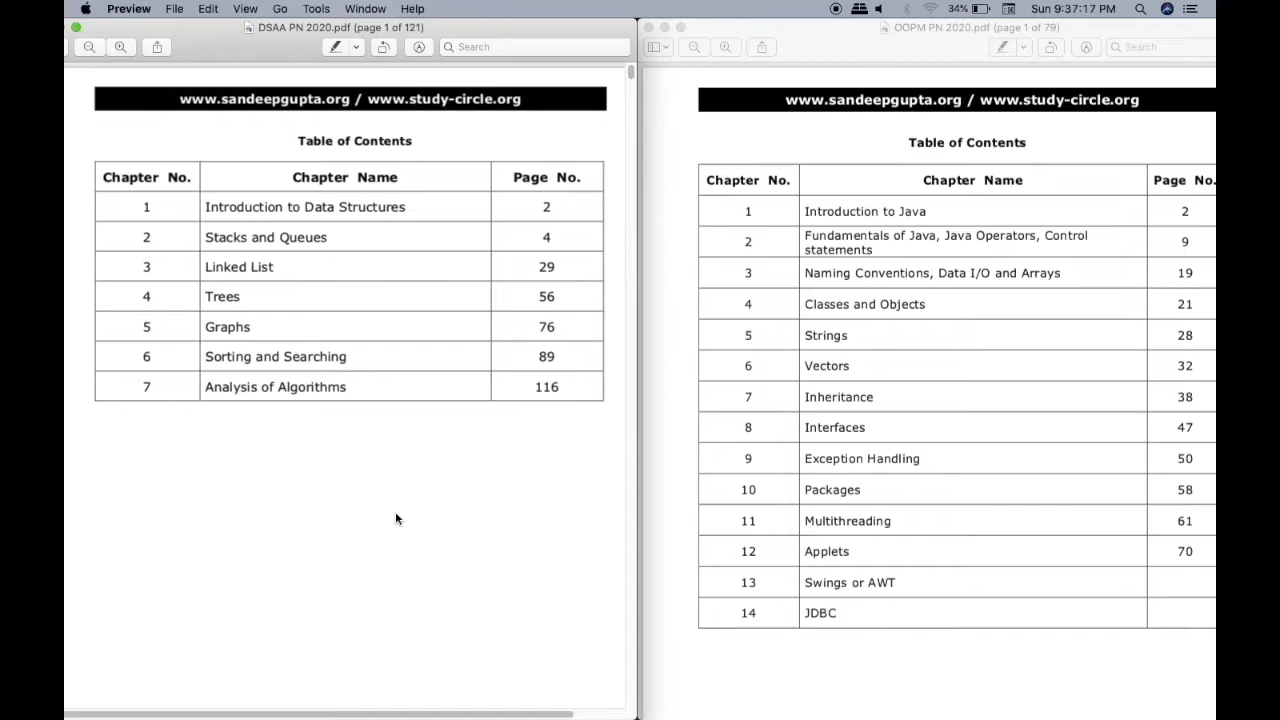 Preview File Edit View Go Tools Window Help 34% Sun 9:37:17 PM
DSAA PN 2020.pdf (page 1 of 121)
Search
www.sandeepgupta.org / www.study-circle.org
Table of Contents
Chapter No. Chapter Name Page No.
1 Introduction to Data Structures 2
2 Stacks and Queues 4
3 Linked List 29
4 Trees 56
5 Graphs 76
6 Sorting and Searching 89
7 Analysis of Algorithms 116
OOPM PN 2020.pdf (page 1 of 79)
Search
www.sandeepgupta.org / www.study-circle.org
Table of Contents
Chapter No. Chapter Name Page No.
1 Introduction to Java 2
2 Fundamentals of Java, Java Operators, Control
statements 9
3 Naming Conventions, Data I/O and Arrays 19
4 Classes and Objects 21
5 Strings 28
6 Vectors 32
7 Inheritance 38
8 Interfaces 47
9 Exception Handling 50
10 Packages 58
11 Multithreading 61
12 Applets 70
13 Swings or AWT
14 JDBC